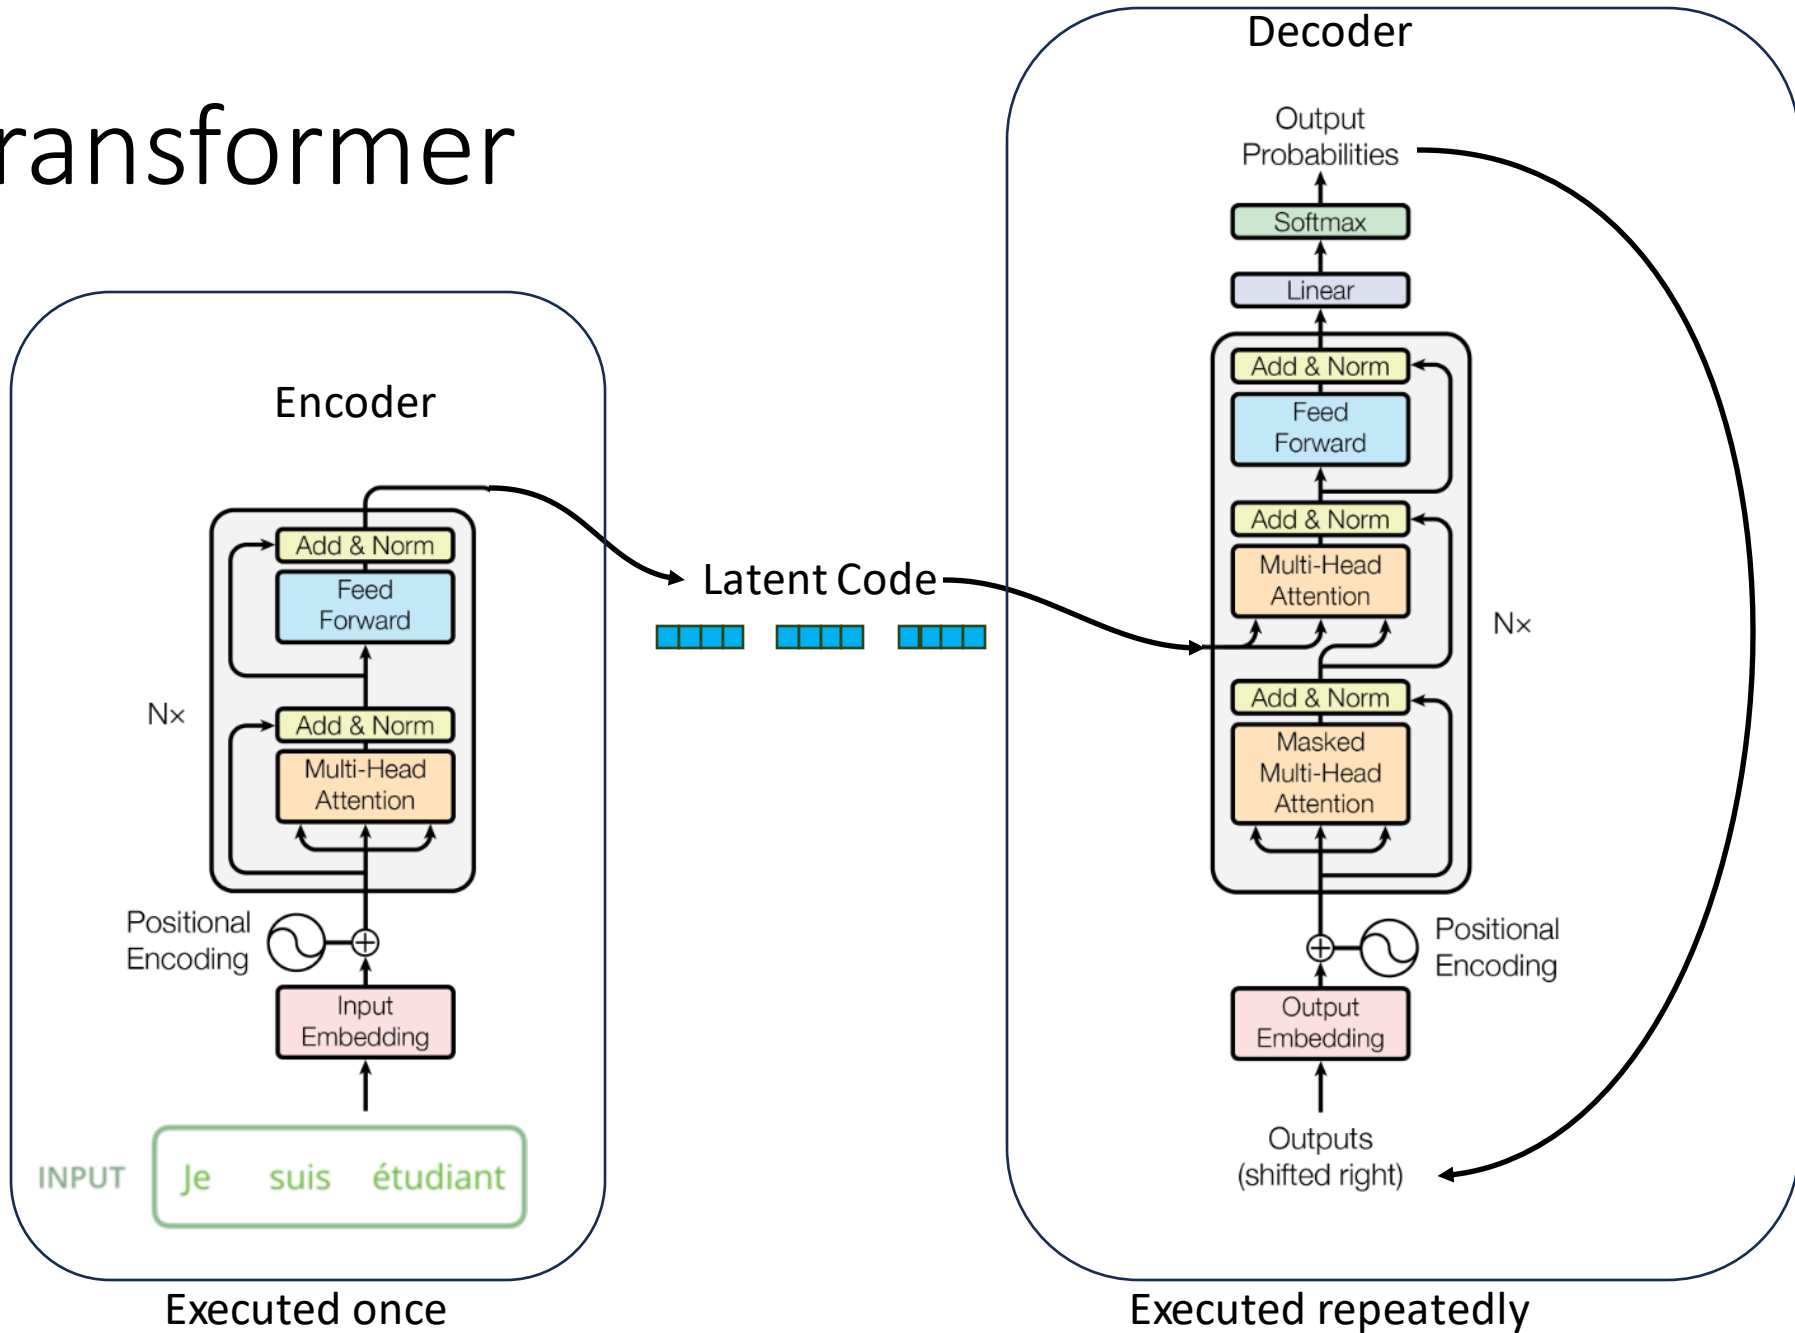 ransformer
Encoder
Add & Norm
Feed
Forward
Nx
Add & Norm
Multi-Head
Attention
Positional
Encoding
Input
Embedding
INPUT Je suis étudiant
Executed once
Latent Code
Decoder
Output
Probabilities
Softmax
Linear
Add & Norm
Feed
Forward
Add & Norm
Multi-Head
Attention
Nx
Add & Norm
Masked
Multi-Head
Attention
Positional
Encoding
Output
Embedding
Outputs
(shifted right)
Executed repeatedly